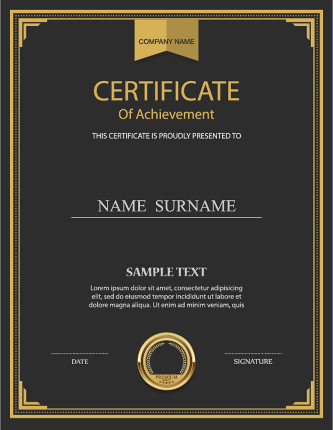 COMPANY NAME
CERTIFICATE
Of Achievement
THIS CERTIFICATE IS PROUDLY PRESENTED TO
NAME SURNAME
SAMPLE TEXT
Lorem ipsum dolor sit amet, consectetur adipiscing
elit, sed do eiusmod tempor incididunt ut labore et
dolore magna aliqua. Ut enim ad minim veniam, quis
PREMIUM
DATE
SIGNATURE